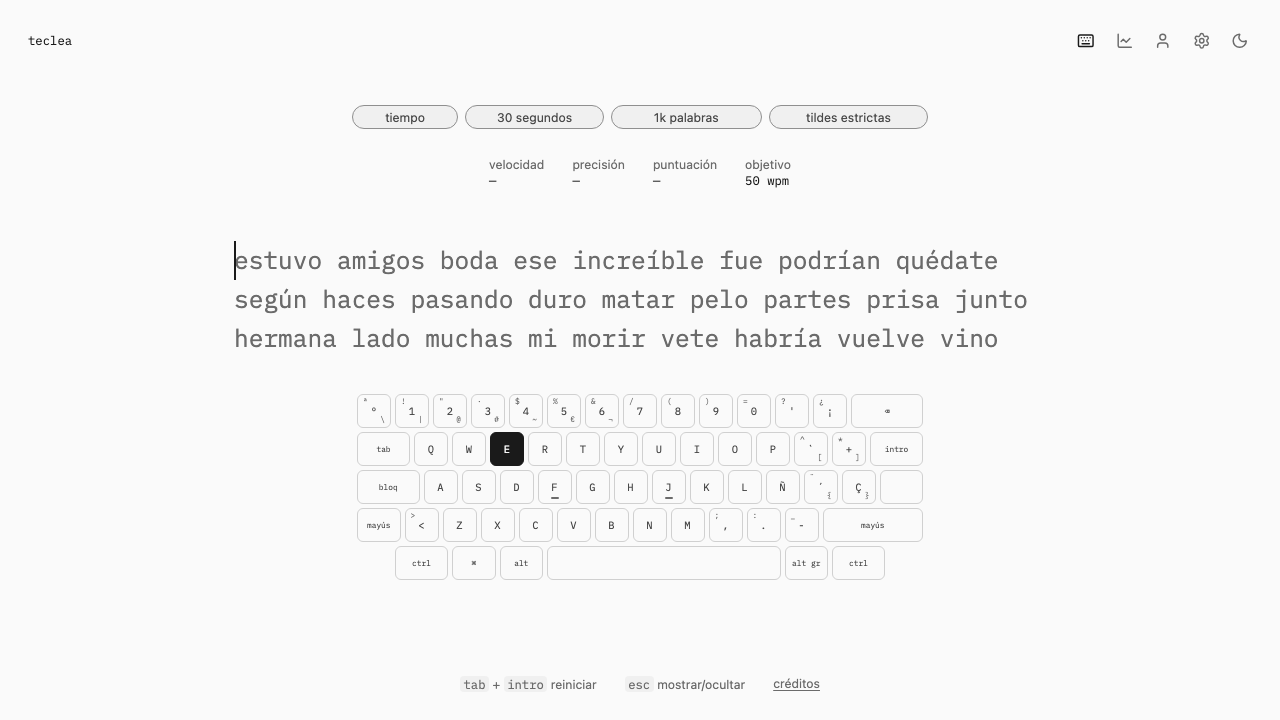 teclea
tiempo 30 segundos 1k palabras tildes estrictas
velocidad precisión puntuación objetivo
— — — 50 wpm
estuvo amigos boda ese increíble fue podrían quédate
según haces pasando duro matar pelo partes prisa junto
hermana lado muchas mi morir vete habría vuelve vino
ª º \ ! 1 | " 2 @ · 3 # $ 4 ~ % 5 € & 6 ¬ / 7 ( 8 ) 9 = 0 ? ' ¿ ¡ ⌫
tab Q W E R T Y U I O P ^ ` [ * + ] intro
bloq A S D F G H J K L Ñ ¨ ´ { Ç }
mayús > < Z X C V B N M ; , : . _ - mayús
ctrl ⌘ alt alt gr ctrl
tab + intro reiniciar esc mostrar/ocultar créditos